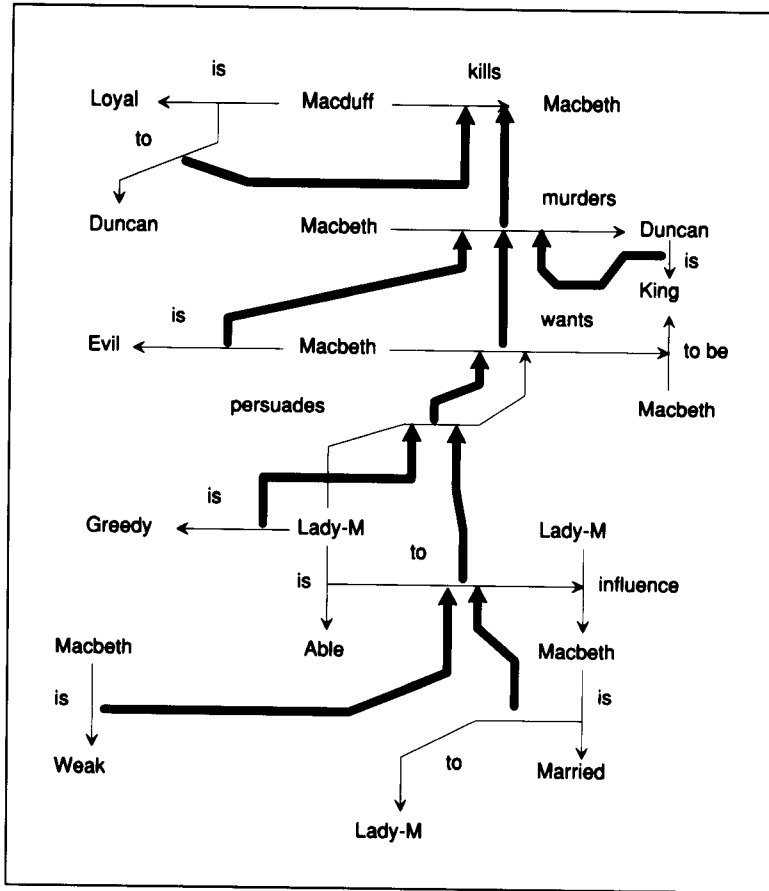 is kills
Loyal Macduff Macbeth
to
murders
Duncan Macbeth Duncan
is
King
is wants
Evil Macbeth to be
persuades Macbeth
is
Greedy Lady-M Lady-M
to
is influence
Macbeth Able Macbeth
is is
Weak to Married
Lady-M